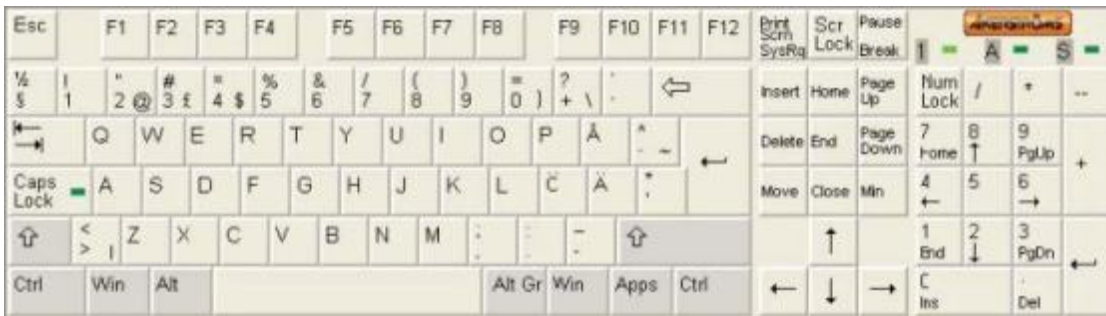 Esc F1 F2 F3 F4 F5 F6 F7 F8 F9 F10 F11 F12 Print Scrn SysRq Scr Lock Pause Break 1 A S
½ § ! 1 " 2 @ # 3 £ 4 $ % 5 & 6 / 7 ( 8 ) 9 = 0 } ? + \ Insert Home Page Up Num Lock / * --
Q W E R T Y U I O P Å ^ ~ Delete End Page Down 7 8 ↑ 9 PgUp +
Caps Lock A S D F G H J K L Ä Move Close Min 4 ← 5 6 →
< > | Z X C V B N M ↑ 1 End 2 ↓ 3 PgDn
Ctrl Win Alt Alt Gr Win Apps Ctrl ← ↓ → Ins . Del